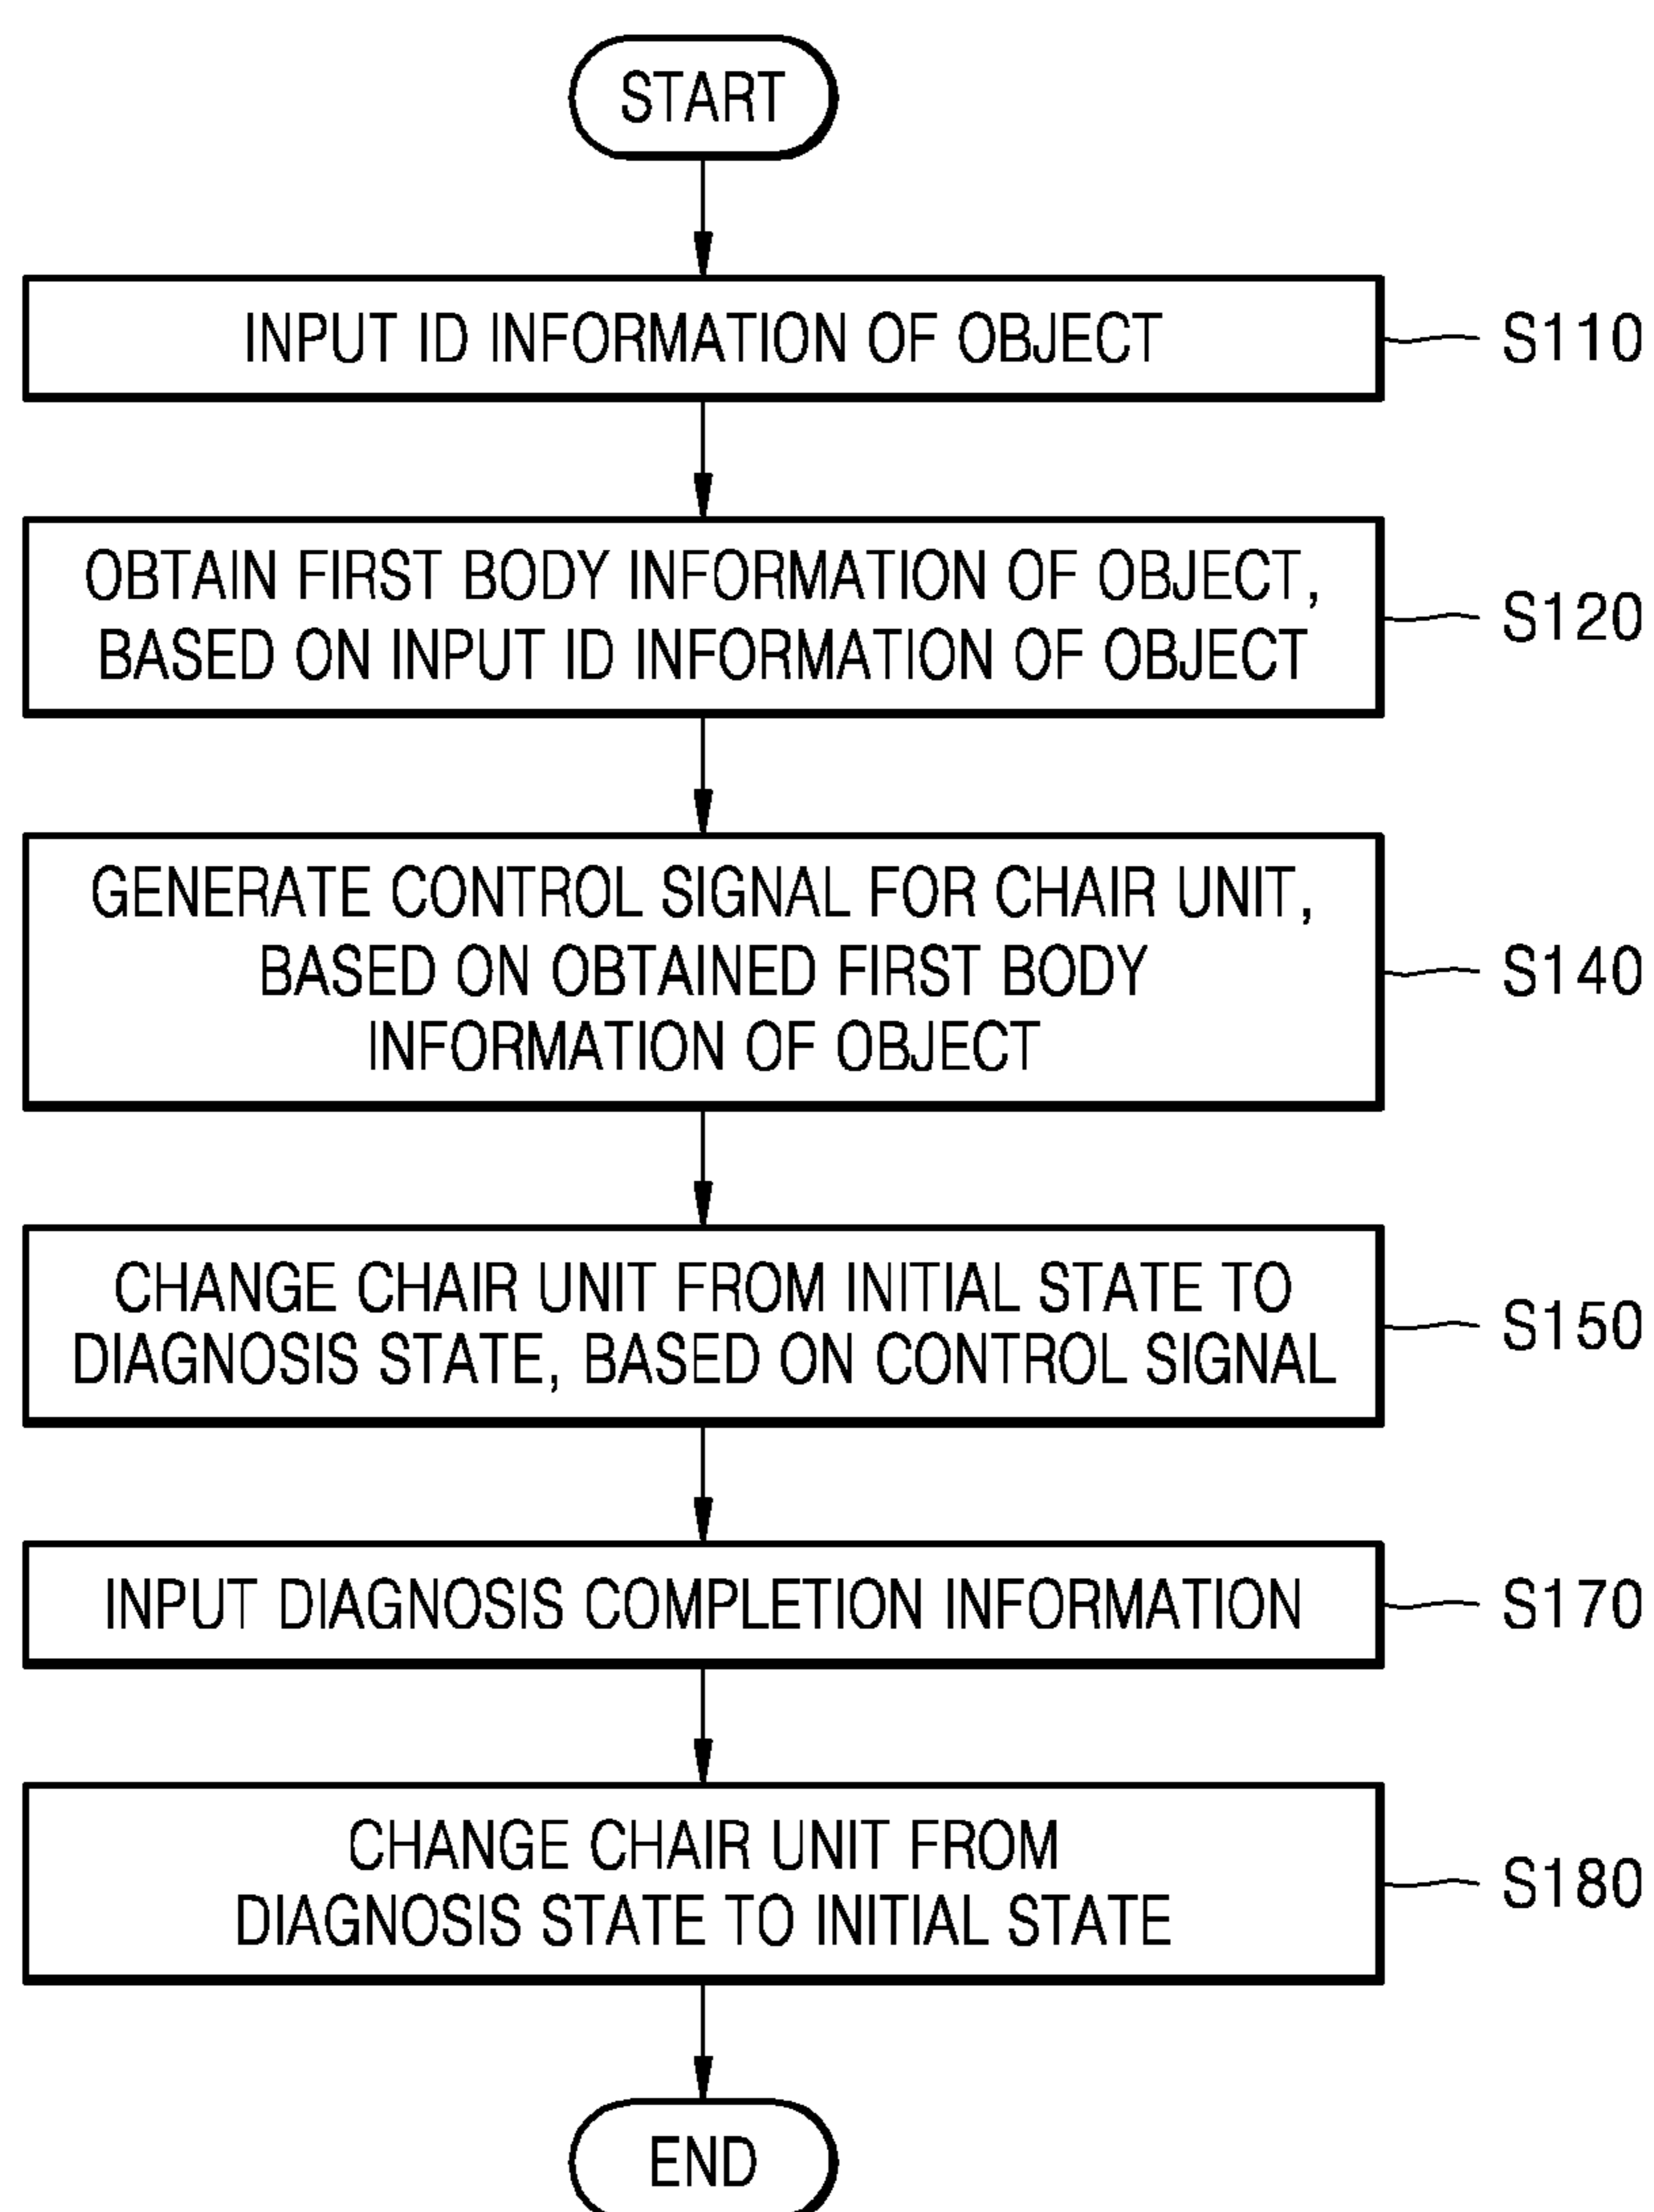 START
INPUT ID INFORMATION OF OBJECT
S110
OBTAIN FIRST BODY INFORMATION OF OBJECT,
BASED ON INPUT ID INFORMATION OF OBJECT
S120
GENERATE CONTROL SIGNAL FOR CHAIR UNIT,
BASED ON OBTAINED FIRST BODY
INFORMATION OF OBJECT
S140
CHANGE CHAIR UNIT FROM INITIAL STATE TO
DIAGNOSIS STATE, BASED ON CONTROL SIGNAL
S150
INPUT DIAGNOSIS COMPLETION INFORMATION
S170
CHANGE CHAIR UNIT FROM
DIAGNOSIS STATE TO INITIAL STATE
S180
END